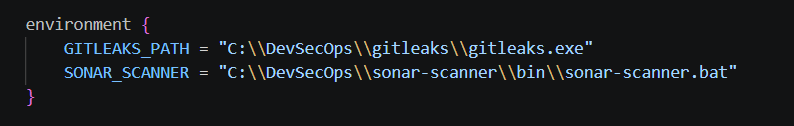 environment {
    GITLEAKS_PATH = "C:\\DevSecOps\\gitleaks\\gitleaks.exe"
    SONAR_SCANNER = "C:\\DevSecOps\\sonar-scanner\\bin\\sonar-scanner.bat"
}